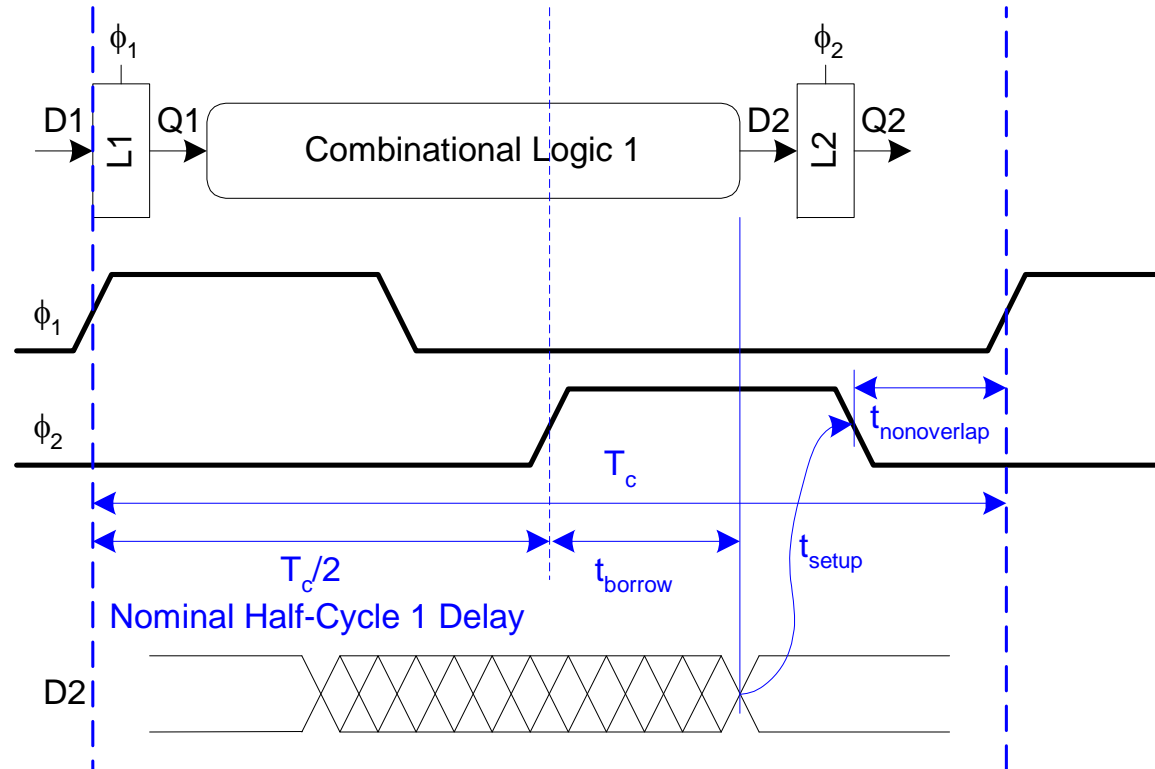 ϕ1
ϕ2
D1
L1
Q1
Combinational Logic 1
D2
L2
Q2
ϕ1
ϕ2
tnonoverlap
Tc
Tc/2
tborrow
tsetup
Nominal Half-Cycle 1 Delay
D2